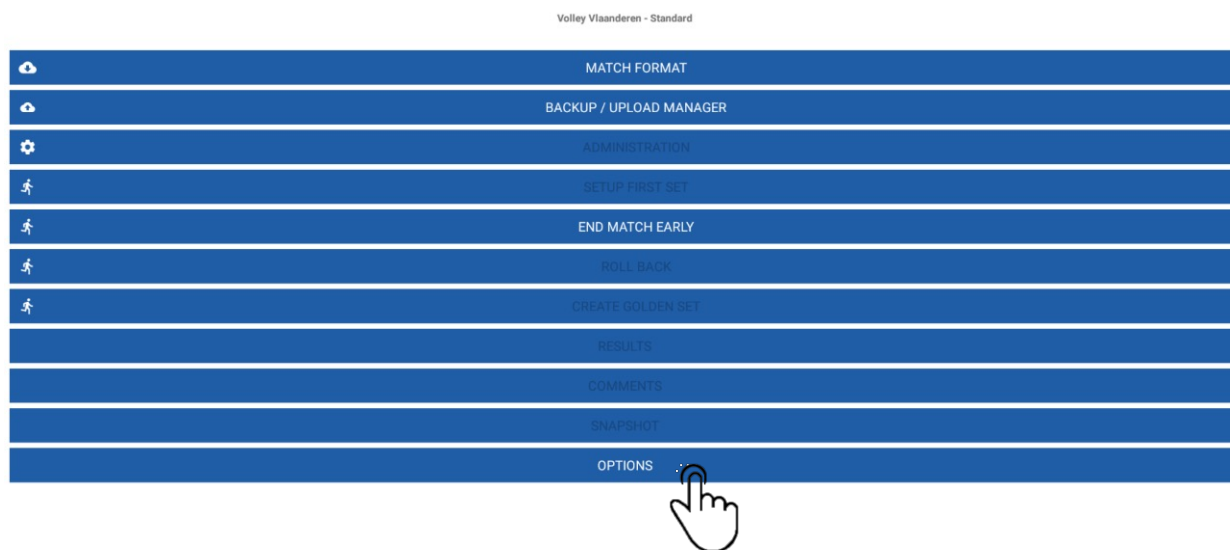 Volley Vlaanderen - Standard
MATCH FORMAT
BACKUP / UPLOAD MANAGER
ADMINISTRATION
SETUP FIRST SET
END MATCH EARLY
ROLL BACK
CREATE GOLDEN SET
RESULTS
COMMENTS
SNAPSHOT
OPTIONS